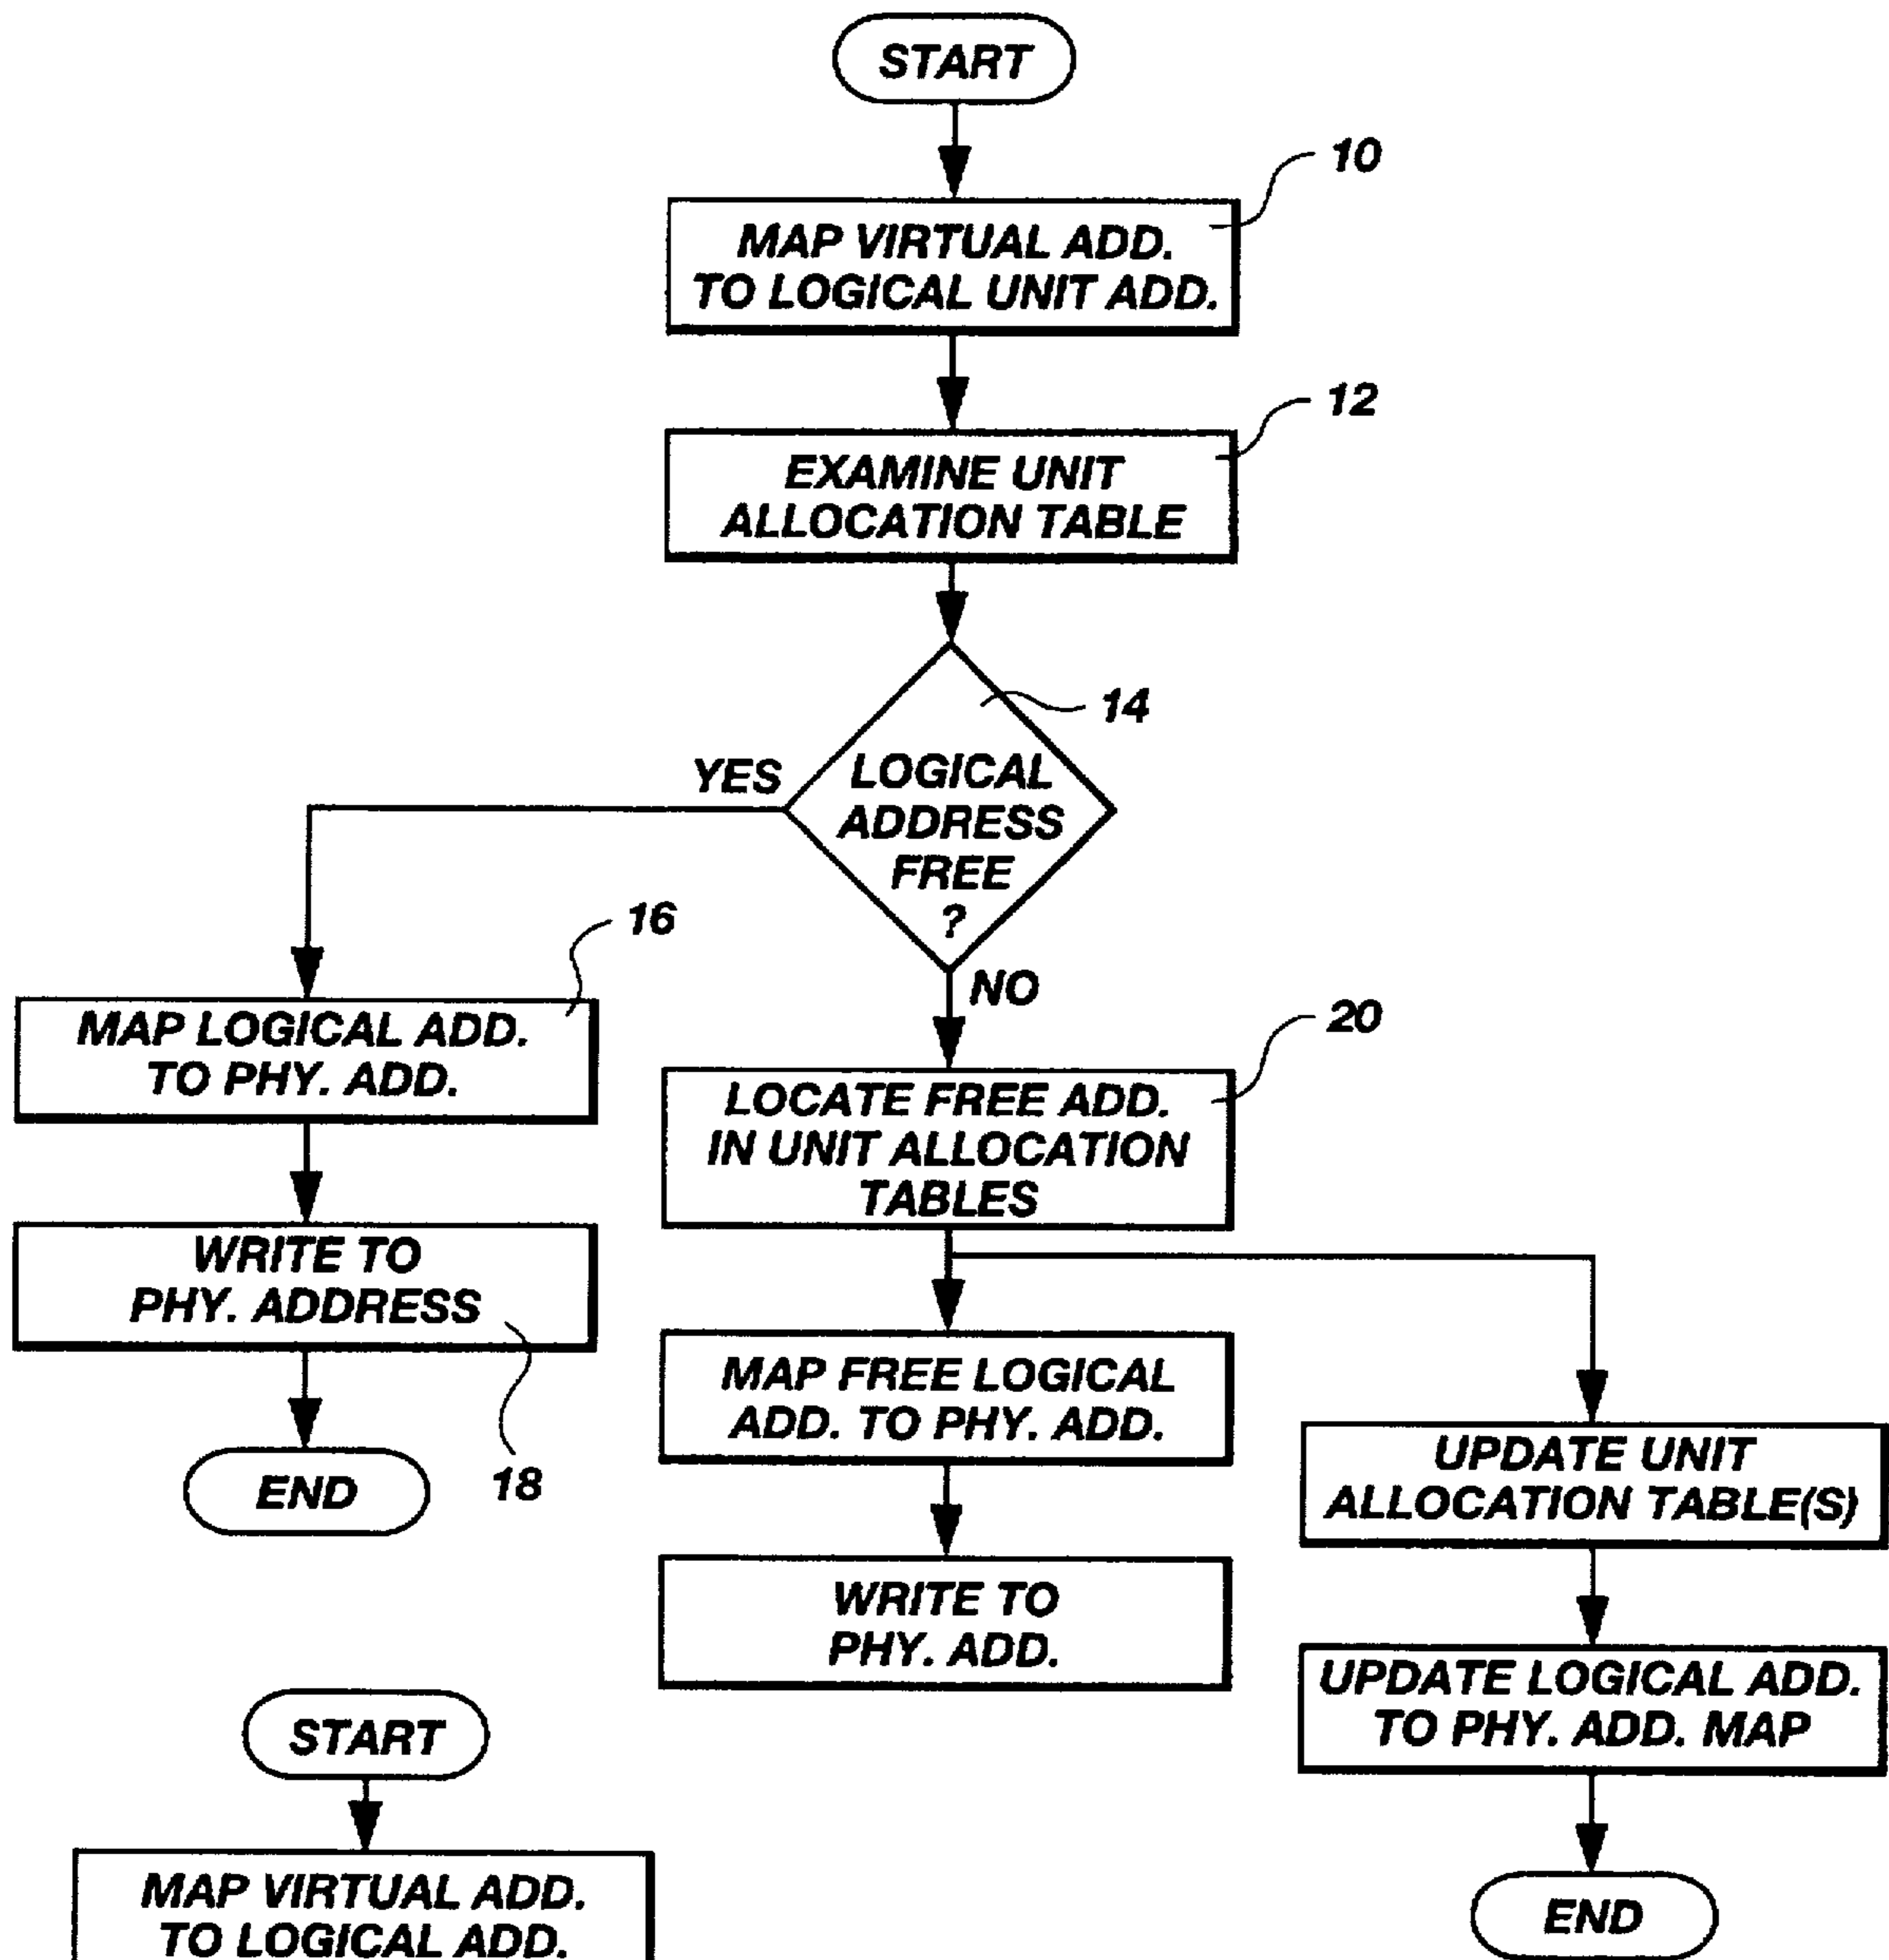 START
10
MAP VIRTUAL ADD.
TO LOGICAL UNIT ADD.
12
EXAMINE UNIT
ALLOCATION TABLE
14
YES
LOGICAL
ADDRESS
FREE
?
NO
16
MAP LOGICAL ADD.
TO PHY. ADD.
WRITE TO
PHY. ADDRESS
18
END
20
LOCATE FREE ADD.
IN UNIT ALLOCATION
TABLES
MAP FREE LOGICAL
ADD. TO PHY. ADD.
WRITE TO
PHY. ADD.
UPDATE UNIT
ALLOCATION TABLE(S)
UPDATE LOGICAL ADD.
TO PHY. ADD. MAP
END
START
MAP VIRTUAL ADD.
TO LOGICAL ADD.